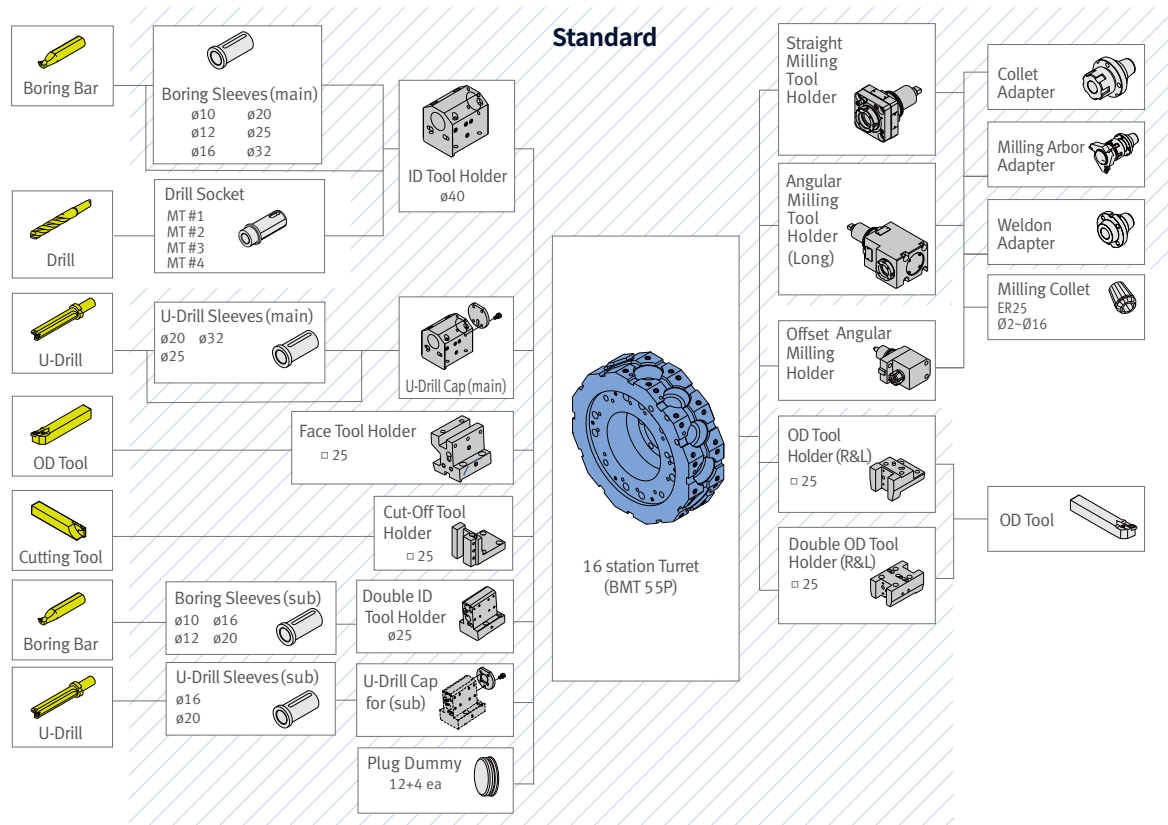 Standard
Boring Bar
Boring Sleeves (main)
ø10 ø20
ø12 ø25
ø16 ø32
ID Tool Holder
ø40
Drill
Drill Socket
MT #1
MT #2
MT #3
MT #4
U-Drill
U-Drill Sleeves (main)
ø20 ø32
ø25
U-Drill Cap (main)
OD Tool
Face Tool Holder
□ 25
Cutting Tool
Cut-Off Tool
Holder
□ 25
Boring Bar
Boring Sleeves (sub)
ø10 ø16
ø12 ø20
Double ID
Tool Holder
ø25
U-Drill
U-Drill Sleeves (sub)
ø16
ø20
U-Drill Cap
for (sub)
Plug Dummy
12+4 ea
16 station Turret
(BMT 55P)
Straight
Milling
Tool
Holder
Angular
Milling
Tool
Holder
(Long)
Offset Angular
Milling
Holder
OD Tool
Holder (R&L)
□ 25
Double OD Tool
Holder (R&L)
□ 25
Collet
Adapter
Milling Arbor
Adapter
Weldon
Adapter
Milling Collet
ER25
Ø2~Ø16
OD Tool